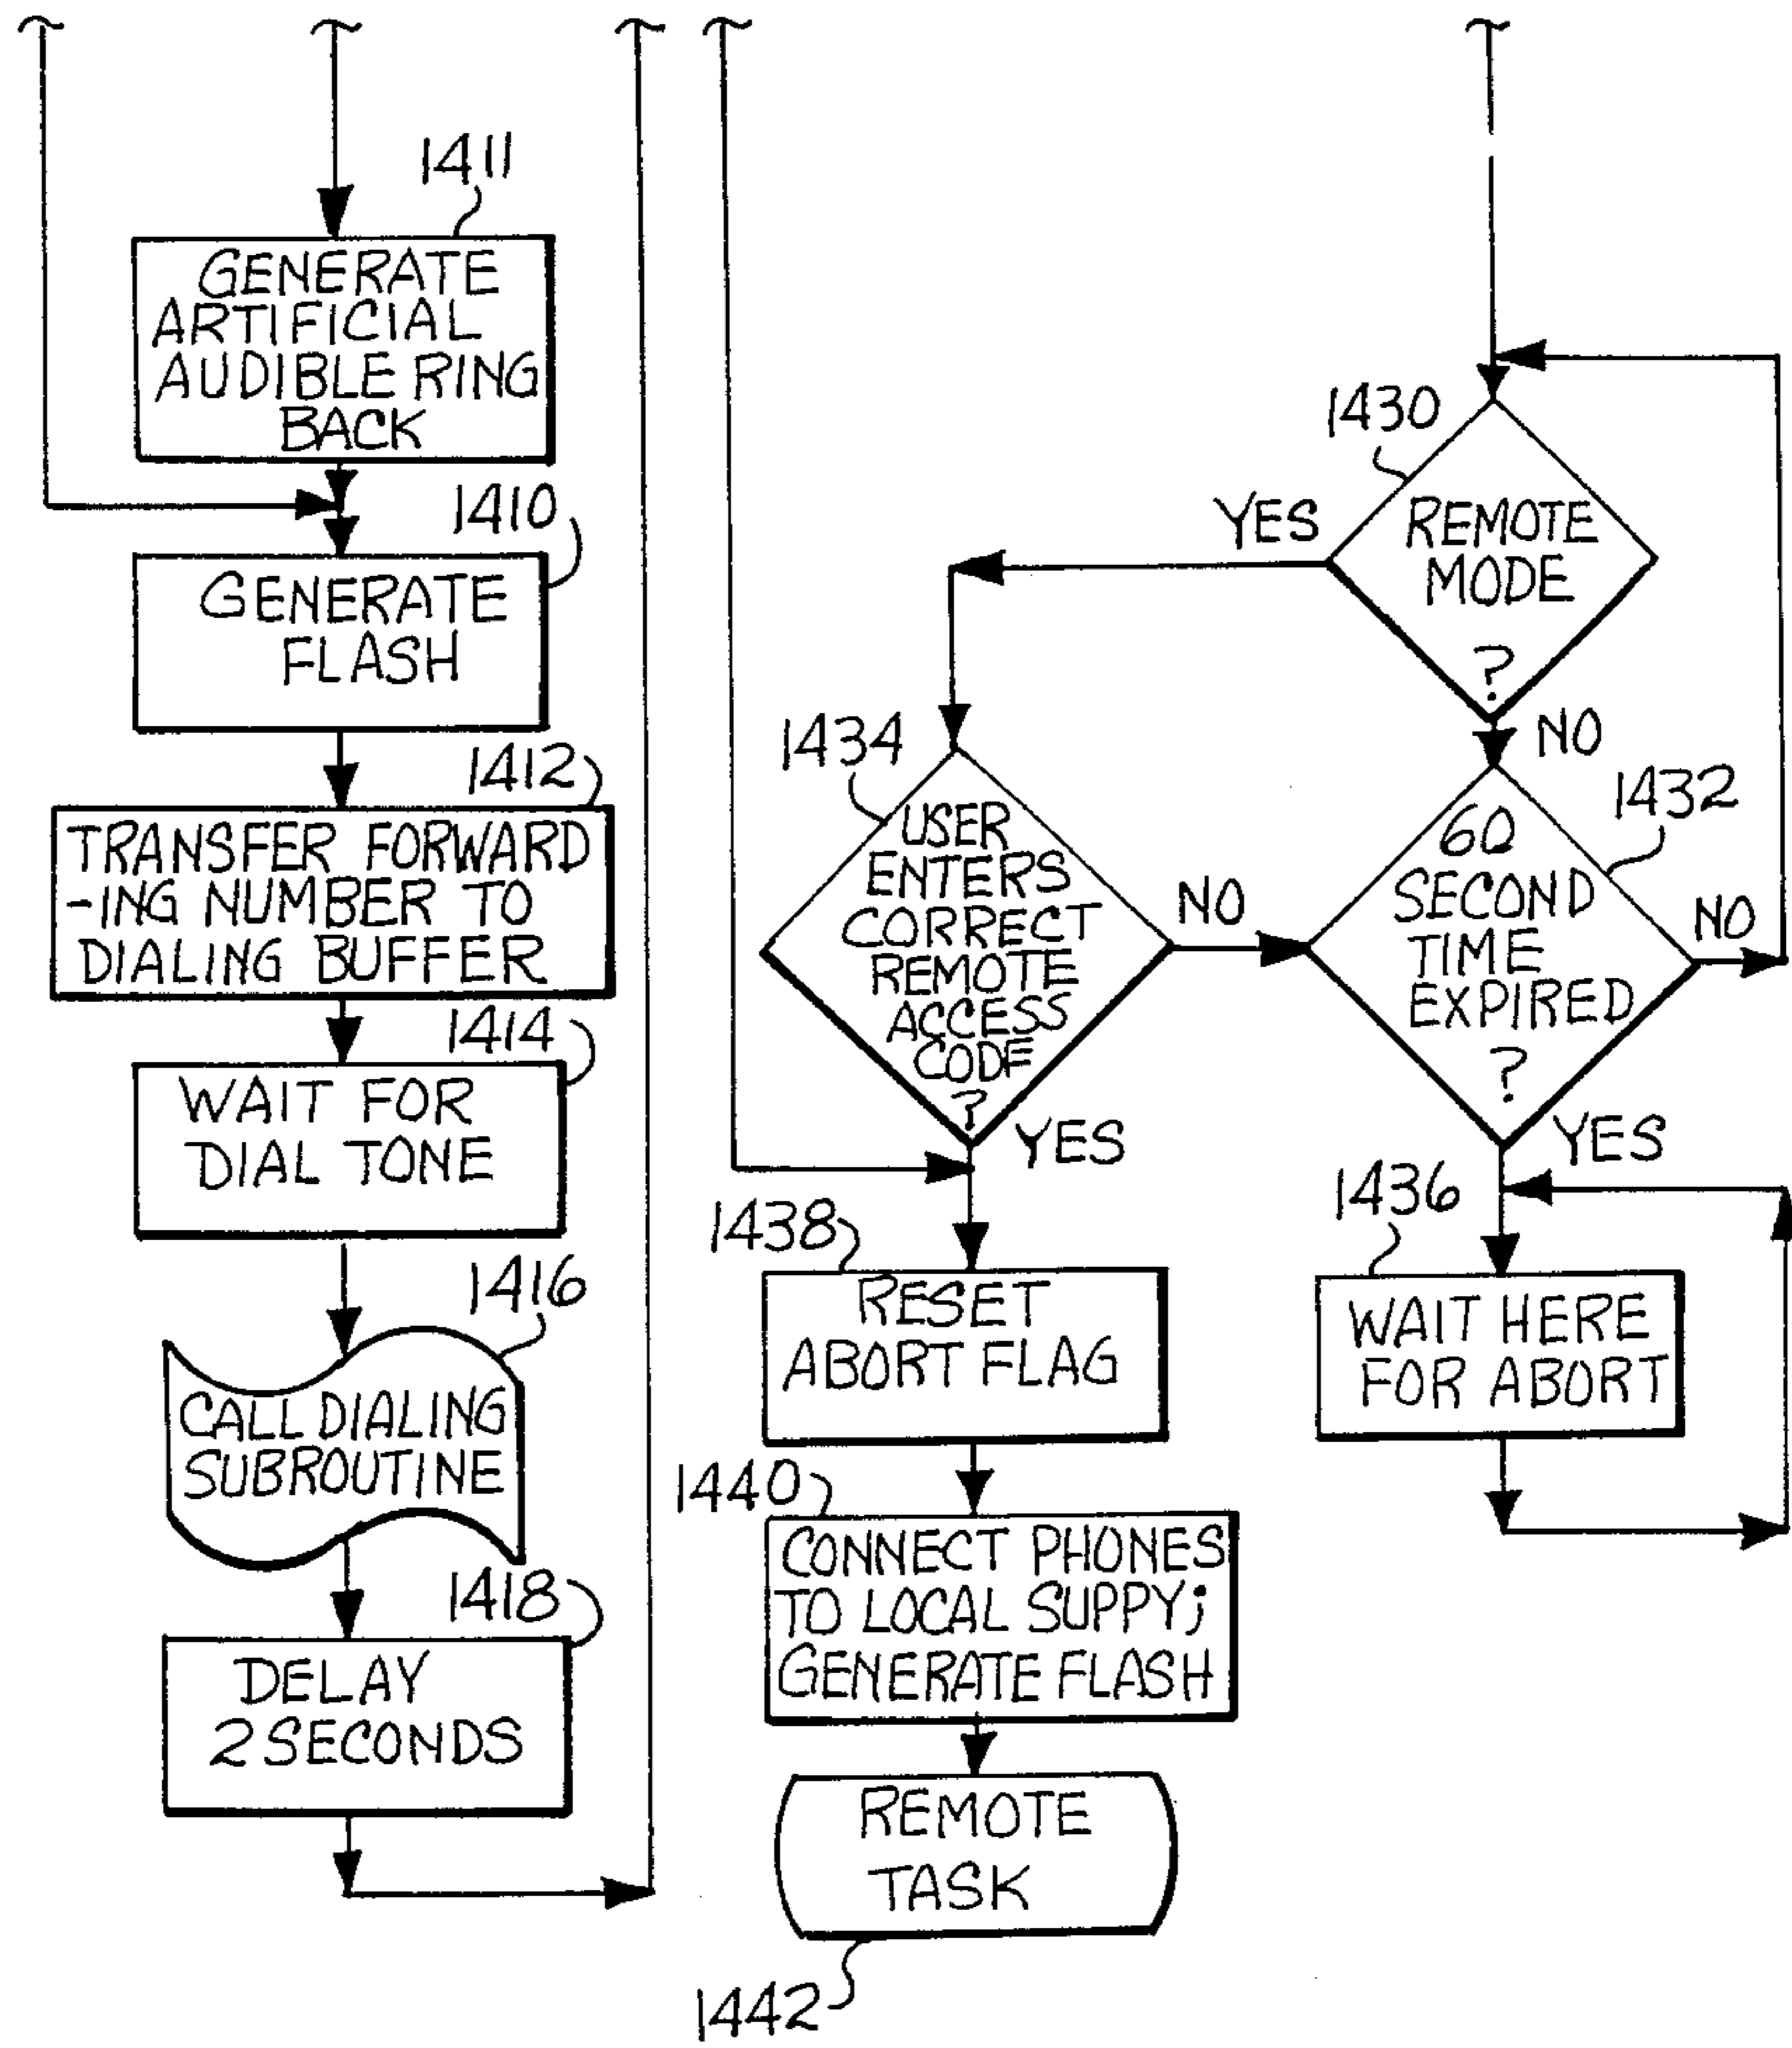 1411
GENERATE
ARTIFICIAL
AUDIBLE RING
BACK
1410
GENERATE
FLASH
1412
TRANSFER FORWARD
-ING NUMBER TO
DIALING BUFFER
1414
WAIT FOR
DIAL TONE
1416
CALL DIALING
SUBROUTINE
1418
DELAY
2 SECONDS
1430
REMOTE
MODE
?
YES
NO
1434
USER
ENTERS
CORRECT
REMOTE
ACCESS
CODE
?
NO
YES
1432
60
SECOND
TIME
EXPIRED
?
NO
YES
1436
WAIT HERE
FOR ABORT
1438
RESET
ABORT FLAG
1440
CONNECT PHONES
TO LOCAL SUPPY;
GENERATE FLASH
REMOTE
TASK
1442